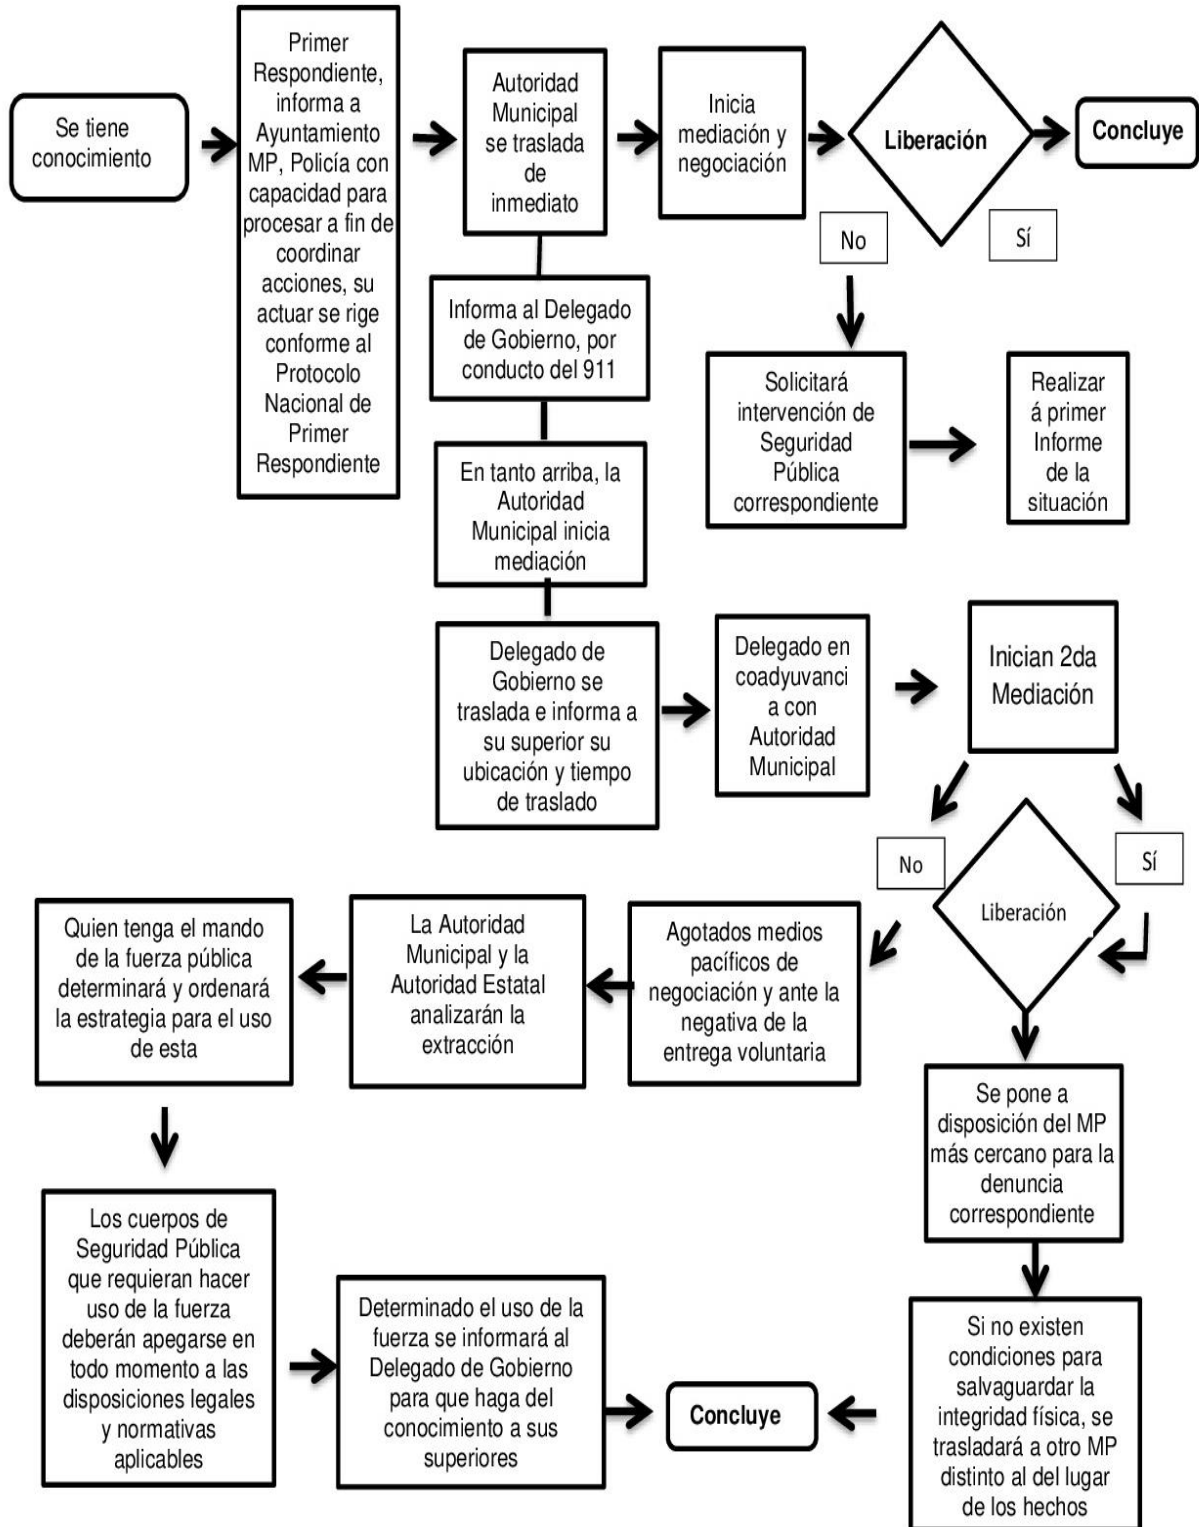 Se tiene
conocimiento
Primer
Respondiente,
informa a
Ayuntamiento
MP, Policía con
capacidad para
procesar a fin de
coordinar
acciones, su
actuar se rige
conforme al
Protocolo
Nacional de
Primer
Respondiente
Autoridad
Municipal
se traslada
de
inmediato
Inicia
mediación y
negociación
Liberación
Concluye
No
Sí
Informa al Delegado
de Gobierno, por
conducto del 911
Solicitará
intervención de
Seguridad
Pública
correspondiente
Realizar
á primer
Informe
de la
situación
En tanto arriba, la
Autoridad
Municipal inicia
mediación
Delegado de
Gobierno se
traslada e informa a
su superior su
ubicación y tiempo
de traslado
Delegado en
coadyuvanci
a con
Autoridad
Municipal
Inician 2da
Mediación
No
Sí
Liberación
Agotados medios
pacíficos de
negociación y ante la
negativa de la
entrega voluntaria
La Autoridad
Municipal y la
Autoridad Estatal
analizarán la
extracción
Quien tenga el mando
de la fuerza pública
determinará y ordenará
la estrategia para el uso
de esta
Se pone a
disposición del MP
más cercano para la
denuncia
correspondiente
Los cuerpos de
Seguridad Pública
que requieran hacer
uso de la fuerza
deberán apegarse en
todo momento a las
disposiciones legales
y normativas
aplicables
Determinado el uso de la
fuerza se informará al
Delegado de Gobierno
para que haga del
conocimiento a sus
superiores
Concluye
Si no existen
condiciones para
salvaguardar la
integridad física, se
trasladará a otro MP
distinto al del lugar
de los hechos